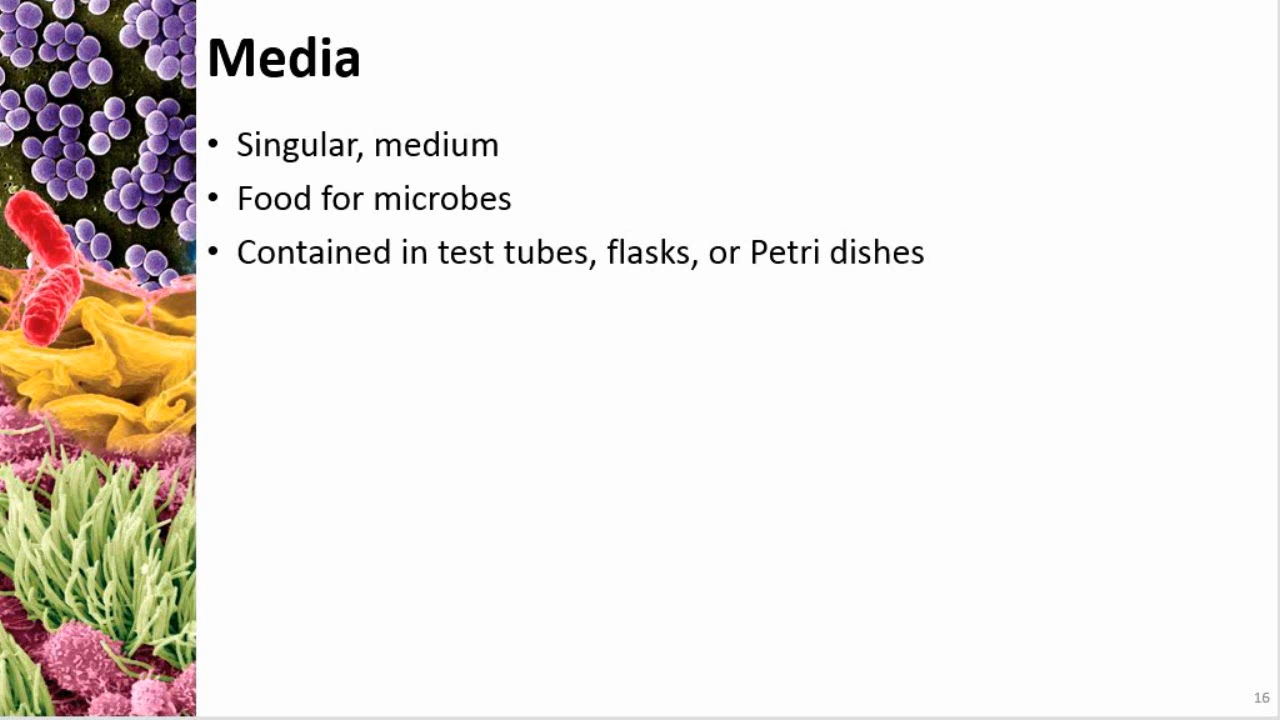 Media
• Singular, medium
• Food for microbes
• Contained in test tubes, flasks, or Petri dishes
16